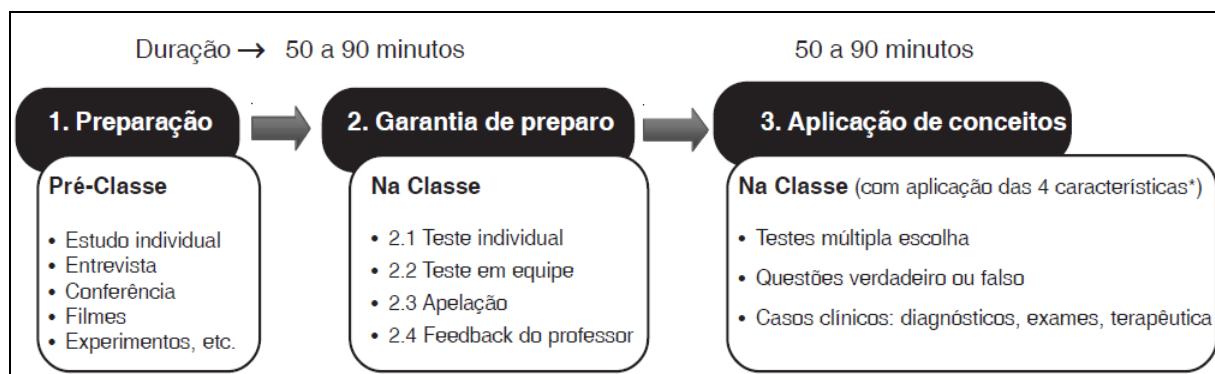 Duração → 50 a 90 minutos
50 a 90 minutos
1. Preparação
Pré-Classe
• Estudo individual
• Entrevista
• Conferência
• Filmes
• Experimentos, etc.
2. Garantia de preparo
Na Classe
• 2.1 Teste individual
• 2.2 Teste em equipe
• 2.3 Apelação
• 2.4 Feedback do professor
3. Aplicação de conceitos
Na Classe (com aplicação das 4 características*)
• Testes múltipla escolha
• Questões verdadeiro ou falso
• Casos clínicos: diagnósticos, exames, terapêutica